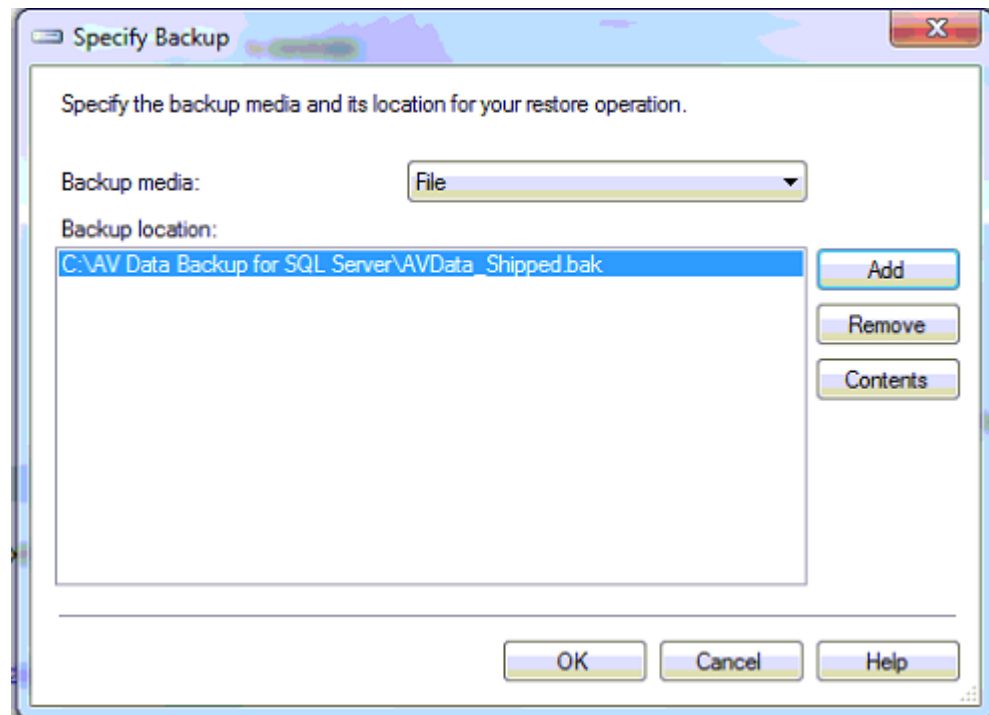 Specify Backup
Specify the backup media and its location for your restore operation.
Backup media:
File
Backup location:
C:\AV Data Backup for SQL Server\AVData_Shipped.bak
Add
Remove
Contents
OK
Cancel
Help